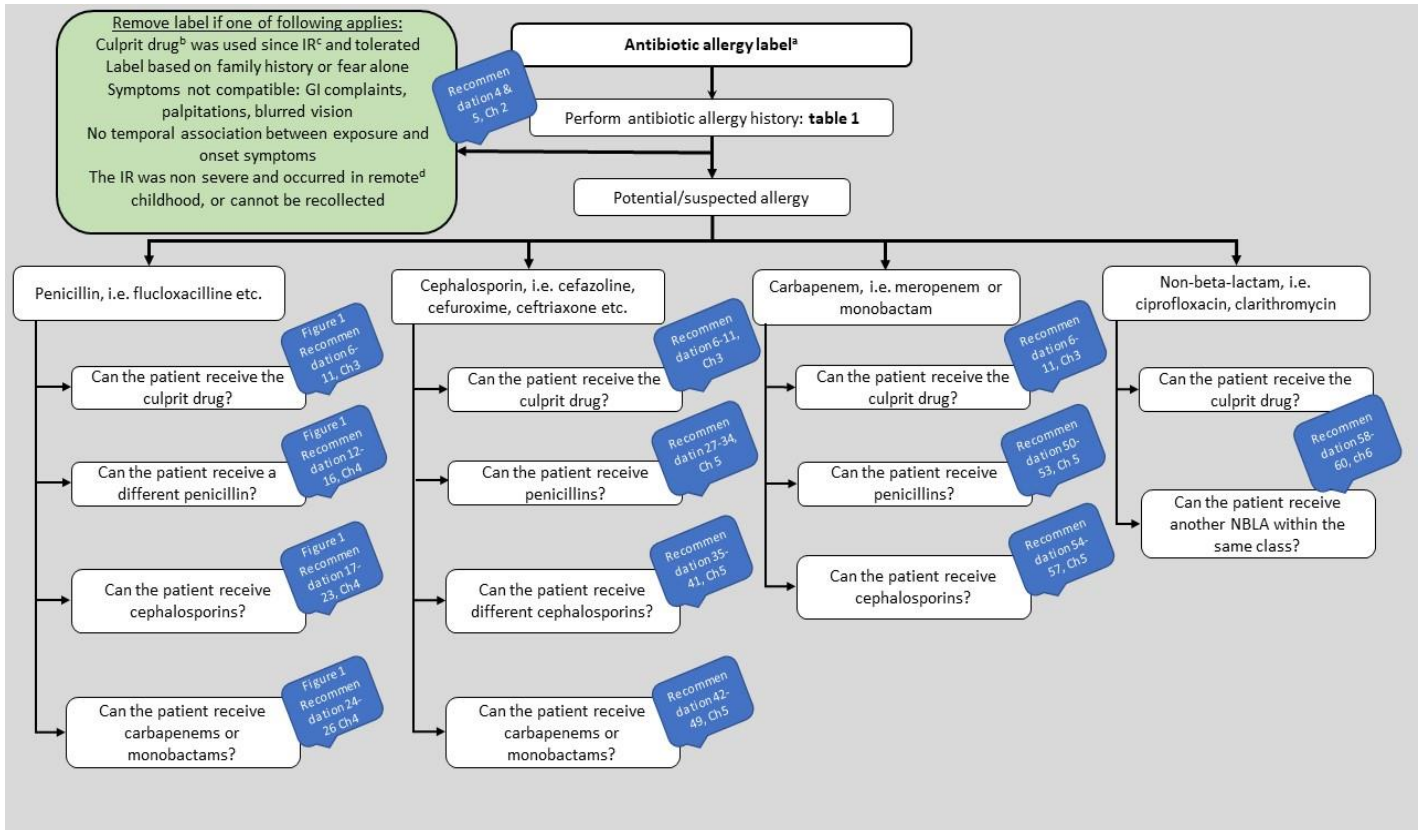 Remove label if one of following applies:
Culprit drugᵇ was used since IRᶜ and tolerated
Label based on family history or fear alone
Symptoms not compatible: GI complaints,
palpitations, blurred vision
No temporal association between exposure and
onset symptoms
The IR was non severe and occurred in remoteᵈ
childhood, or cannot be recollected
Antibiotic allergy labelᵃ
Recommen
dation 4 &
5, Ch 2
Perform antibiotic allergy history: table 1
Potential/suspected allergy
Penicillin, i.e. flucloxacilline etc.
Figure 1
Recommen
dation 6-
11, Ch3
Can the patient receive the
culprit drug?
Figure 1
Recommen
dation 12-
16, Ch4
Can the patient receive a
different penicillin?
Figure 1
Recommen
dation 17-
23, Ch4
Can the patient receive
cephalosporins?
Figure 1
Recommen
dation 24-
26 Ch4
Can the patient receive
carbapenems or
monobactams?
Cephalosporin, i.e. cefazoline,
cefuroxime, ceftriaxone etc.
Recommen
dation 6-11,
Ch3
Can the patient receive the
culprit drug?
Recommen
datin 27-34,
Ch 5
Can the patient receive
penicillins?
Recommen
dation 35-
41, Ch5
Can the patient receive
different cephalosporins?
Recommen
dation 42-
49, Ch5
Can the patient receive
carbapenems or
monobactams?
Carbapenem, i.e. meropenem or
monobactam
Recommen
dation 6-
11, Ch3
Can the patient receive the
culprit drug?
Recommen
dation 50-
53, Ch 5
Can the patient receive
penicillins?
Recommen
dation 54-
57, Ch5
Can the patient receive
cephalosporins?
Non-beta-lactam, i.e.
ciprofloxacin, clarithromycin
Can the patient receive the
culprit drug?
Recommen
dation 58-
60, ch6
Can the patient receive
another NBLA within the
same class?